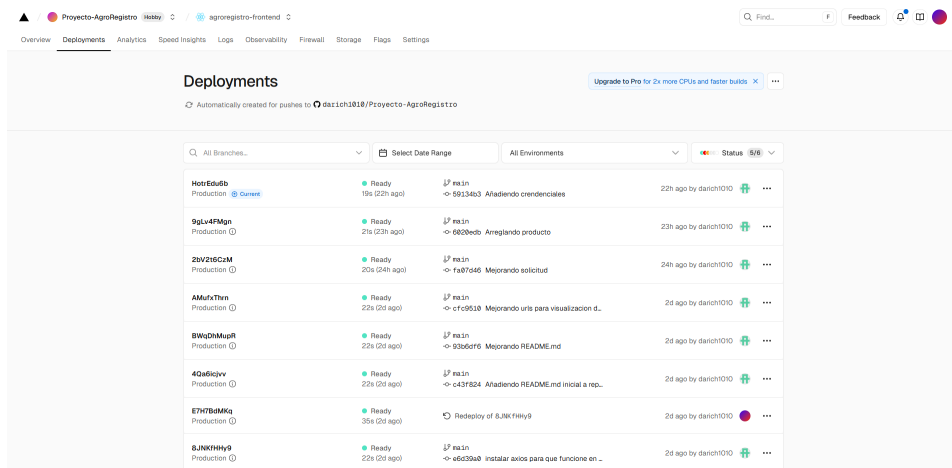 Proyecto-AgroRegistro Hobby agroregistro-frontend Find... F Feedback
Overview Deployments Analytics Speed Insights Logs Observability Firewall Storage Flags Settings
Deployments
Upgrade to Pro for 2x more CPUs and faster builds
Automatically created for pushes to darich1010/Proyecto-AgroRegistro
All Branches... Select Date Range All Environments Status 5/6
HotrEdu6b Ready main
Production Current 19s (22h ago) 59134b3 Añadiendo crendenciales 22h ago by darich1010
9gLv4FMgn Ready main
Production 21s (23h ago) 6020edb Arreglando producto 23h ago by darich1010
2bV2t6CzM Ready main
Production 20s (24h ago) fa07d46 Mejorando solicitud 24h ago by darich1010
AMufxThrn Ready main
Production 22s (2d ago) cfc9510 Mejorando urls para visualizacion d... 2d ago by darich1010
BWqDhMupR Ready main
Production 22s (2d ago) 93b6df6 Mejorando README.md 2d ago by darich1010
4Qa6icjvv Ready main
Production 22s (2d ago) c43f824 Añadiendo README.md inicial a rep... 2d ago by darich1010
E7H7BdMKq Ready
Production 35s (2d ago) Redeploy of 8JNKfHHy9 2d ago by darich1010
8JNKfHHy9 Ready main
Production 22s (2d ago) e6d39a0 instalar axios para que funcione en ... 2d ago by darich1010